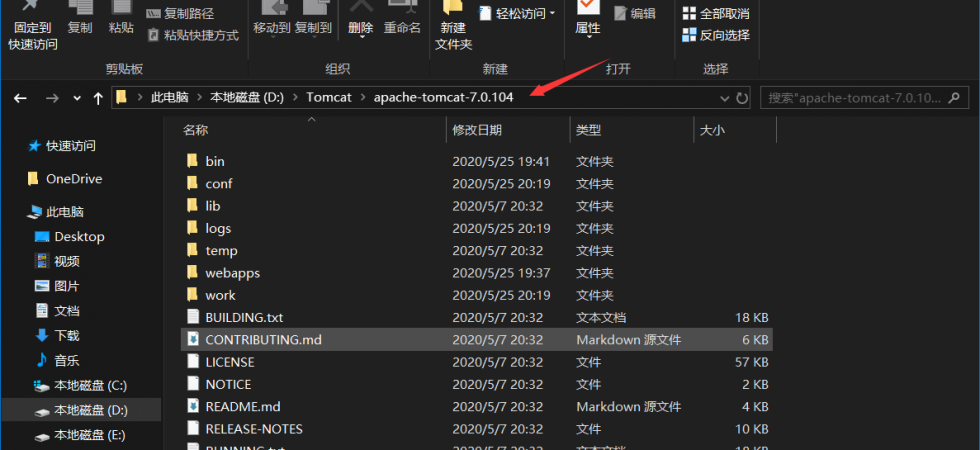 固定到
快速访问
复制
粘贴
复制路径
粘贴快捷方式
移动到
复制到
删除
重命名
新建
文件夹
轻松访问
属性
编辑
全部取消
反向选择
剪贴板
组织
新建
打开
选择
此电脑 本地磁盘 (D:) Tomcat apache-tomcat-7.0.104
搜索"apache-tomcat-7.0.10...
名称 修改日期 类型 大小
快速访问
OneDrive
此电脑
Desktop
视频
图片
文档
下载
音乐
本地磁盘 (C:)
本地磁盘 (D:)
本地磁盘 (E:)
bin 2020/5/25 19:41 文件夹
conf 2020/5/25 20:19 文件夹
lib 2020/5/7 20:32 文件夹
logs 2020/5/25 20:19 文件夹
temp 2020/5/7 20:32 文件夹
webapps 2020/5/25 19:37 文件夹
work 2020/5/25 20:19 文件夹
BUILDING.txt 2020/5/7 20:32 文本文档 18 KB
CONTRIBUTING.md 2020/5/7 20:32 Markdown 源文件 6 KB
LICENSE 2020/5/7 20:32 文件 57 KB
NOTICE 2020/5/7 20:32 文件 2 KB
README.md 2020/5/7 20:32 Markdown 源文件 4 KB
RELEASE-NOTES 2020/5/7 20:32 文件 10 KB
RUNNING.txt 2020/5/7 20:32 文本文档 18 KB